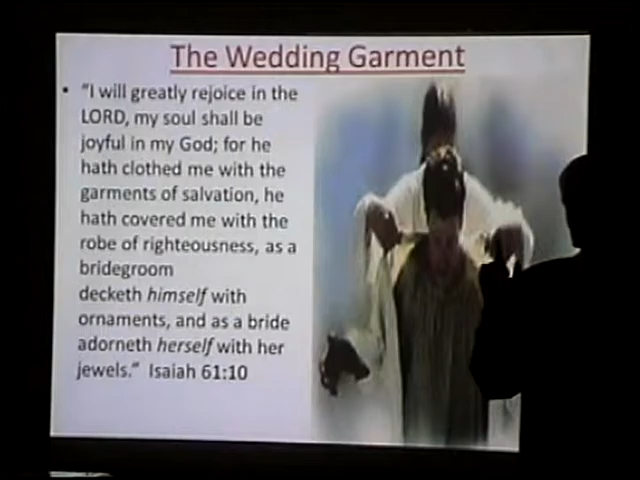 The Wedding Garment
• “I will greatly rejoice in the
LORD, my soul shall be
joyful in my God; for he
hath clothed me with the
garments of salvation, he
hath covered me with the
robe of righteousness, as a
bridegroom
decketh himself with
ornaments, and as a bride
adorneth herself with her
jewels.” Isaiah 61:10